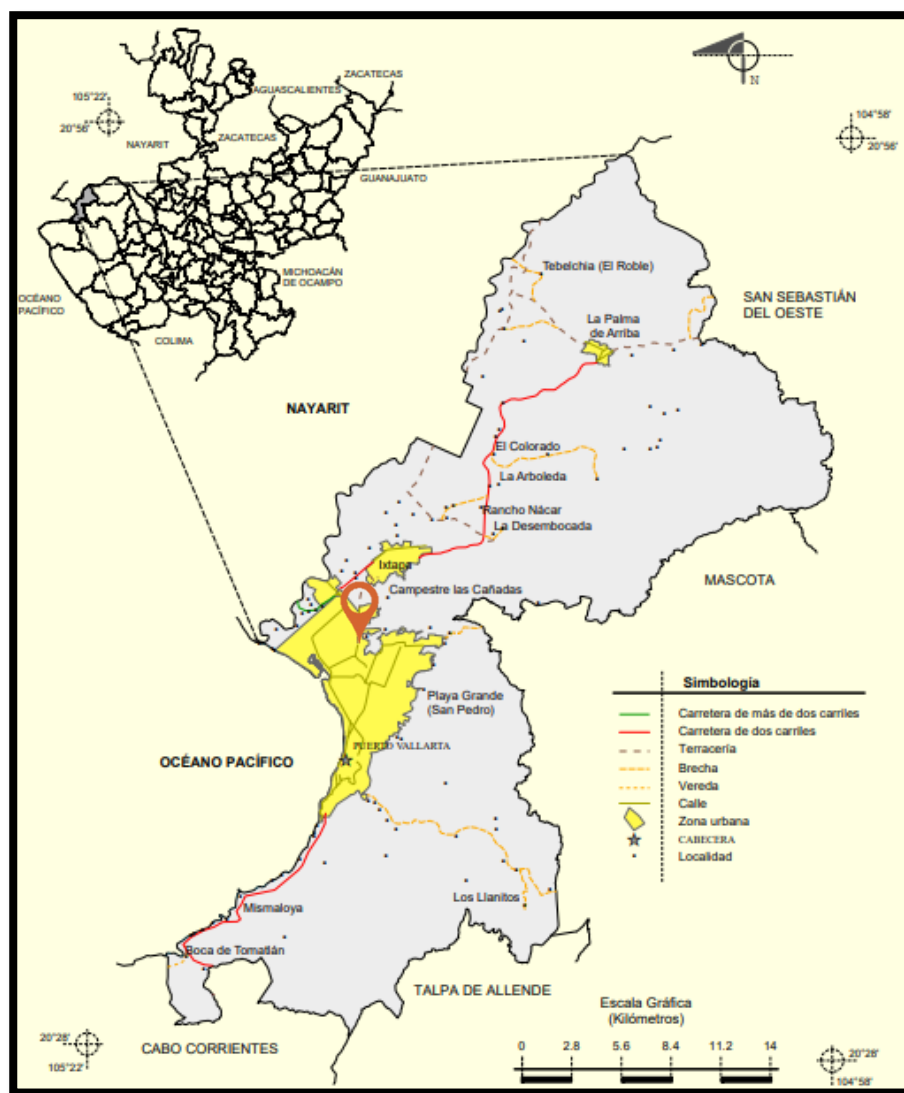 ZACATECAS
105°22'
AGUASCALIENTES
104°58'
20°56'
ZACATECAS
NAYARIT
N
20°56'
GUANAJUATO
Tebelchia (El Roble)
MICHOACÁN
DE OCAMPO
OCÉANO
PACÍFICO
SAN SEBASTIÁN
DEL OESTE
La Palma
de Arriba
COLIMA
NAYARIT
El Colorado
La Arboleda
Rancho Nácar
La Desembocada
Ixtapa
MASCOTA
Campestre las Cañadas
Simbología
Playa Grande
(San Pedro)
Carretera de más de dos carriles
Carretera de dos carriles
Terracería
Brecha
Vereda
Calle
Zona urbana
CABECERA
Localidad
PUERTO VALLARTA
OCÉANO PACÍFICO
Los Llanitos
Mismaloya
Boca de Tomatlán
TALPA DE ALLENDE
CABO CORRIENTES
Escala Gráfica
(Kilómetros)
0 2.8 5.6 8.4 11.2 14
20°28'
105°22'
20°28'
104°58'